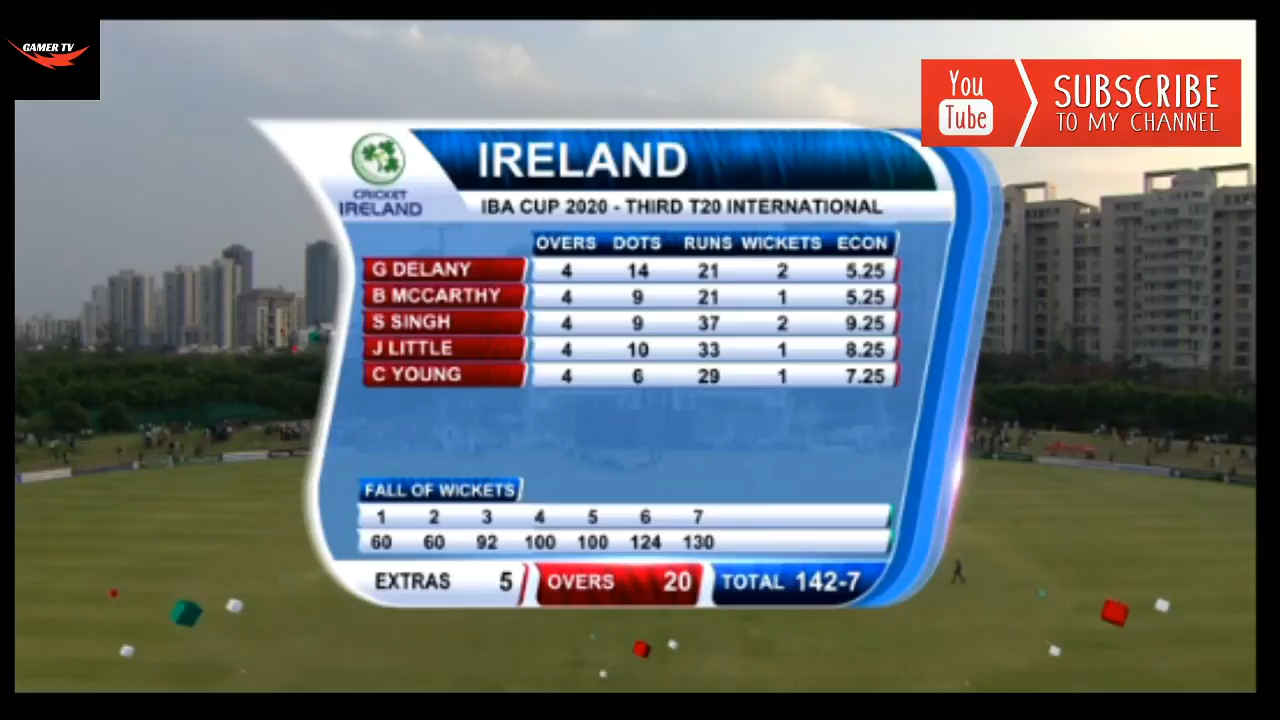 GAMER TV
You Tube
SUBSCRIBE
TO MY CHANNEL
CRICKET
IRELAND
IRELAND
IBA CUP 2020 - THIRD T20 INTERNATIONAL
OVERS DOTS RUNS WICKETS ECON
G DELANY 4 14 21 2 5.25
B MCCARTHY 4 9 21 1 5.25
S SINGH 4 9 37 2 9.25
J LITTLE 4 10 33 1 8.25
C YOUNG 4 6 29 1 7.25
FALL OF WICKETS
1 2 3 4 5 6 7
60 60 92 100 100 124 130
EXTRAS 5 OVERS 20 TOTAL 142-7